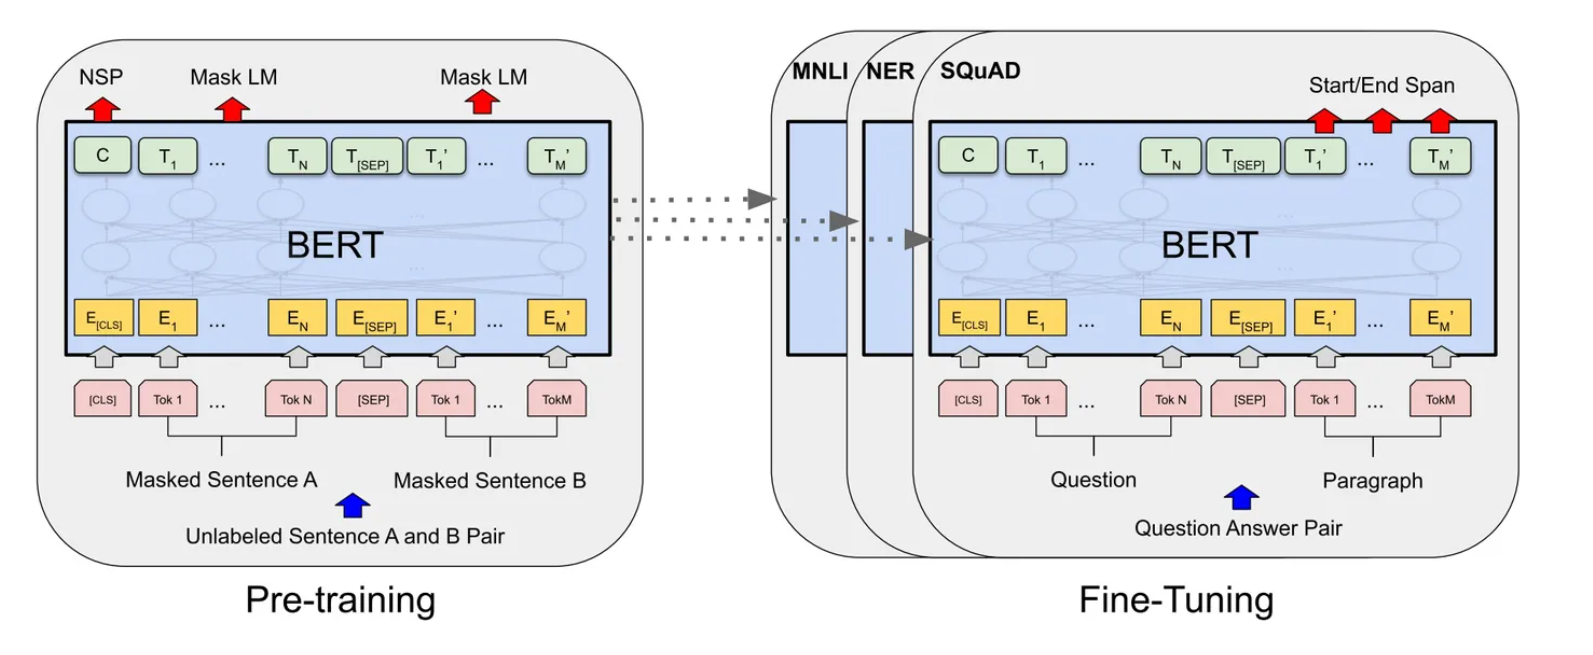 NSP Mask LM Mask LM
C T1 ... TN T[SEP] T1’ ... TM’
BERT
E[CLS] E1 ... EN E[SEP] E1’ ... EM’
[CLS] Tok 1 ... Tok N [SEP] Tok 1 ... TokM
Masked Sentence A Masked Sentence B
Unlabeled Sentence A and B Pair
Pre-training
MNLI NER SQuAD
Start/End Span
C T1 ... TN T[SEP] T1’ ... TM’
BERT
E[CLS] E1 ... EN E[SEP] E1’ ... EM’
[CLS] Tok 1 ... Tok N [SEP] Tok 1 ... TokM
Question Paragraph
Question Answer Pair
Fine-Tuning